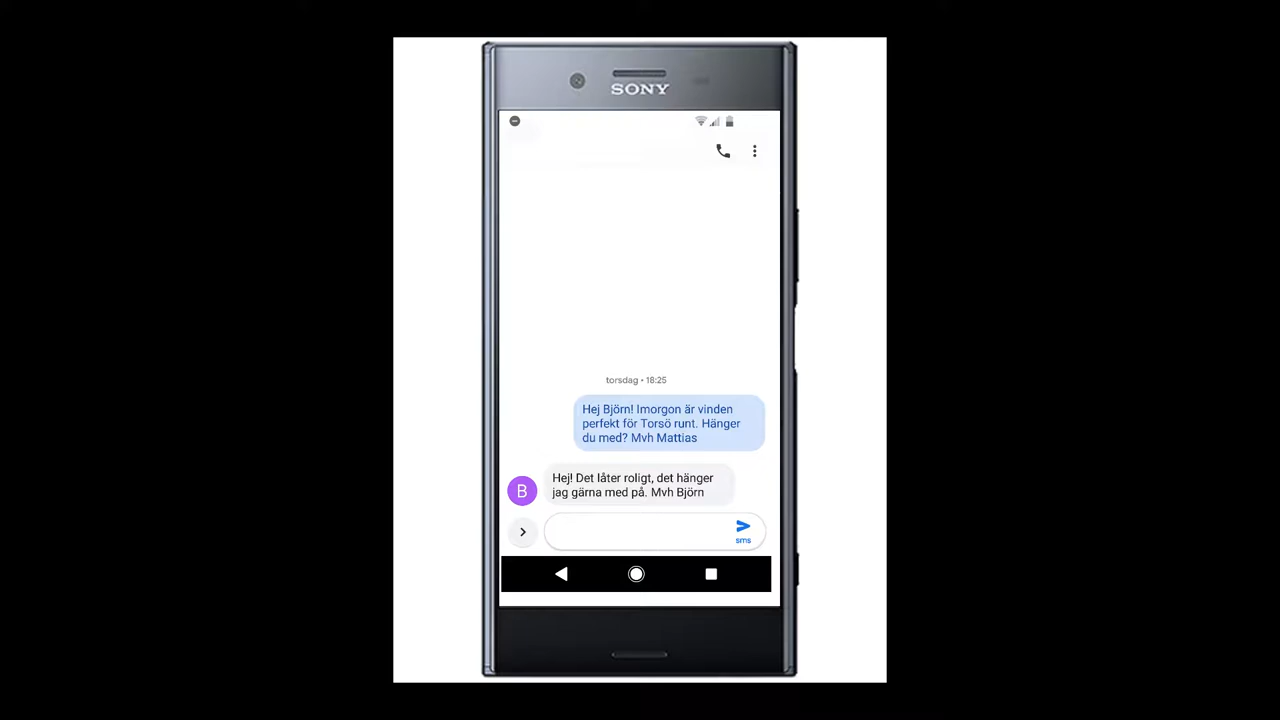 SONY
torsdag • 18:25
Hej Björn! Imorgon är vinden
perfekt för Torsö runt. Hänger
du med? Mvh Mattias
Hej! Det låter roligt, det hänger
jag gärna med på. Mvh Björn
B
sms